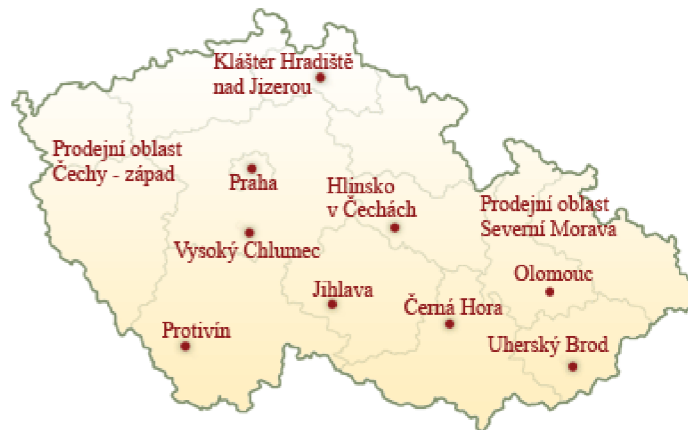 Klášter Hradiště
nad Jizerou
Prodejní oblast
Čechy - západ
Praha
Hlinsko
v Čechách
Prodejní oblast
Severní Morava
Vysoký Chlumec
Olomouc
Jihlava
Černá Hora
Protivín
Uherský Brod